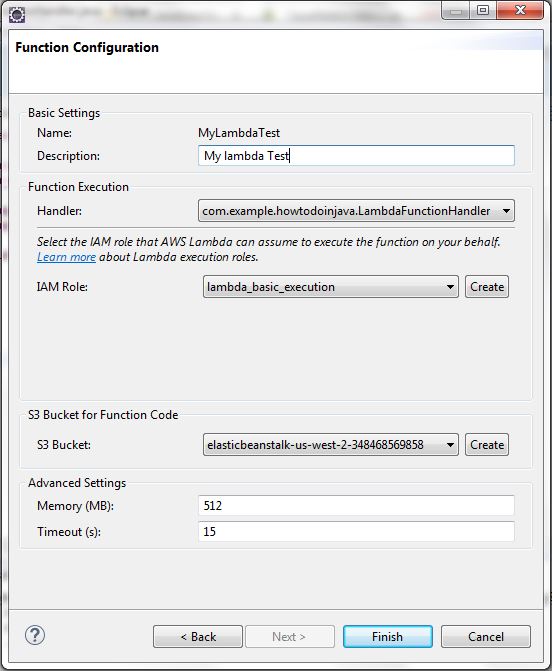 Function Configuration
Basic Settings
Name: MyLambdaTest
Description: My lambda Test
Function Execution
Handler: com.example.howtodoinjava.LambdaFunctionHandler
Select the IAM role that AWS Lambda can assume to execute the function on your behalf.
Learn more about Lambda execution roles.
IAM Role: lambda_basic_execution Create
S3 Bucket for Function Code
S3 Bucket: elasticbeanstalk-us-west-2-348468569858 Create
Advanced Settings
Memory (MB): 512
Timeout (s): 15
? < Back Next > Finish Cancel